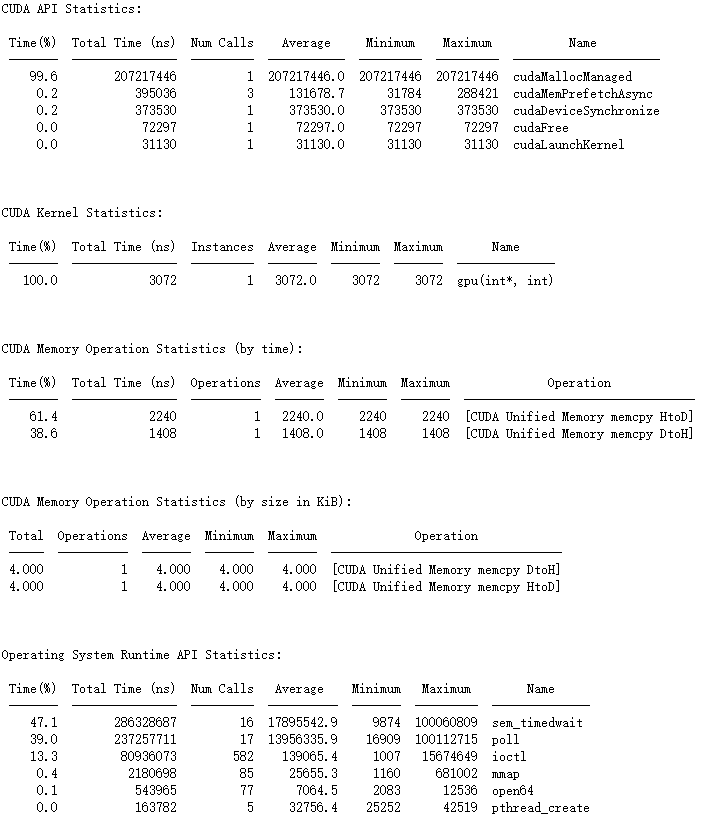 CUDA API Statistics:
Time(%) Total Time (ns) Num Calls Average Minimum Maximum Name
99.6 207217446 1 207217446.0 207217446 207217446 cudaMallocManaged
0.2 395036 3 131678.7 31784 288421 cudaMemPrefetchAsync
0.2 373530 1 373530.0 373530 373530 cudaDeviceSynchronize
0.0 72297 1 72297.0 72297 72297 cudaFree
0.0 31130 1 31130.0 31130 31130 cudaLaunchKernel
CUDA Kernel Statistics:
Time(%) Total Time (ns) Instances Average Minimum Maximum Name
100.0 3072 1 3072.0 3072 3072 gpu(int*, int)
CUDA Memory Operation Statistics (by time):
Time(%) Total Time (ns) Operations Average Minimum Maximum Operation
61.4 2240 1 2240.0 2240 2240 [CUDA Unified Memory memcpy HtoD]
38.6 1408 1 1408.0 1408 1408 [CUDA Unified Memory memcpy DtoH]
CUDA Memory Operation Statistics (by size in KiB):
Total Operations Average Minimum Maximum Operation
4.000 1 4.000 4.000 4.000 [CUDA Unified Memory memcpy DtoH]
4.000 1 4.000 4.000 4.000 [CUDA Unified Memory memcpy HtoD]
Operating System Runtime API Statistics:
Time(%) Total Time (ns) Num Calls Average Minimum Maximum Name
47.1 286328687 16 17895542.9 9874 100060809 sem_timedwait
39.0 237257711 17 13956335.9 16909 100112715 poll
13.3 80936073 582 139065.4 1007 15674649 ioctl
0.4 2180698 85 25655.3 1160 681002 mmap
0.1 543965 77 7064.5 2083 12536 open64
0.0 163782 5 32756.4 25252 42519 pthread_create